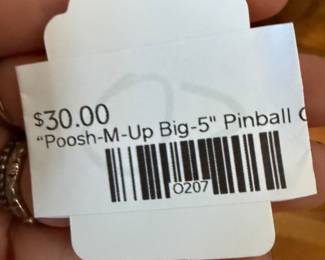 $30.00
"Poosh-M-Up Big-5" Pinball
O207